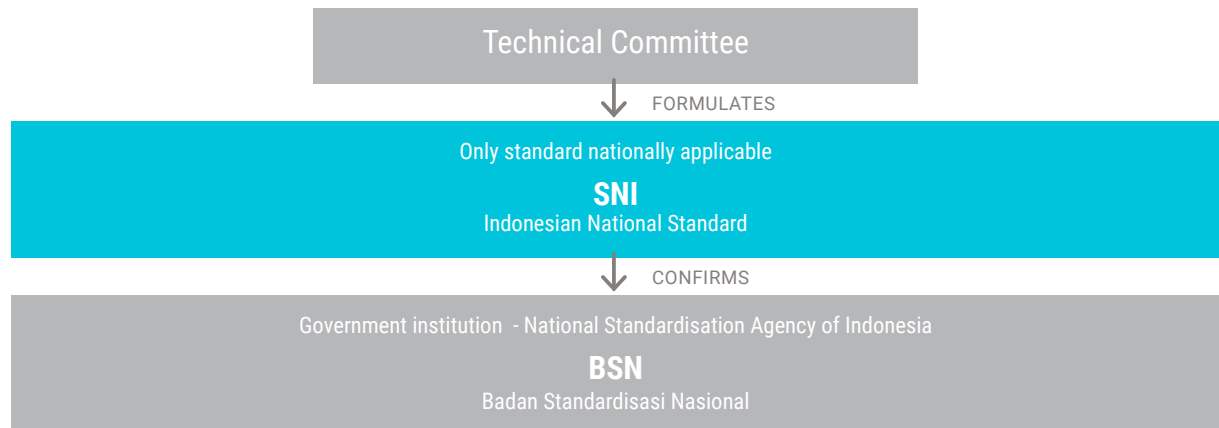 Technical Committee
FORMULATES
Only standard nationally applicable
SNI
Indonesian National Standard
CONFIRMS
Government institution - National Standardisation Agency of Indonesia
BSN
Badan Standardisasi Nasional